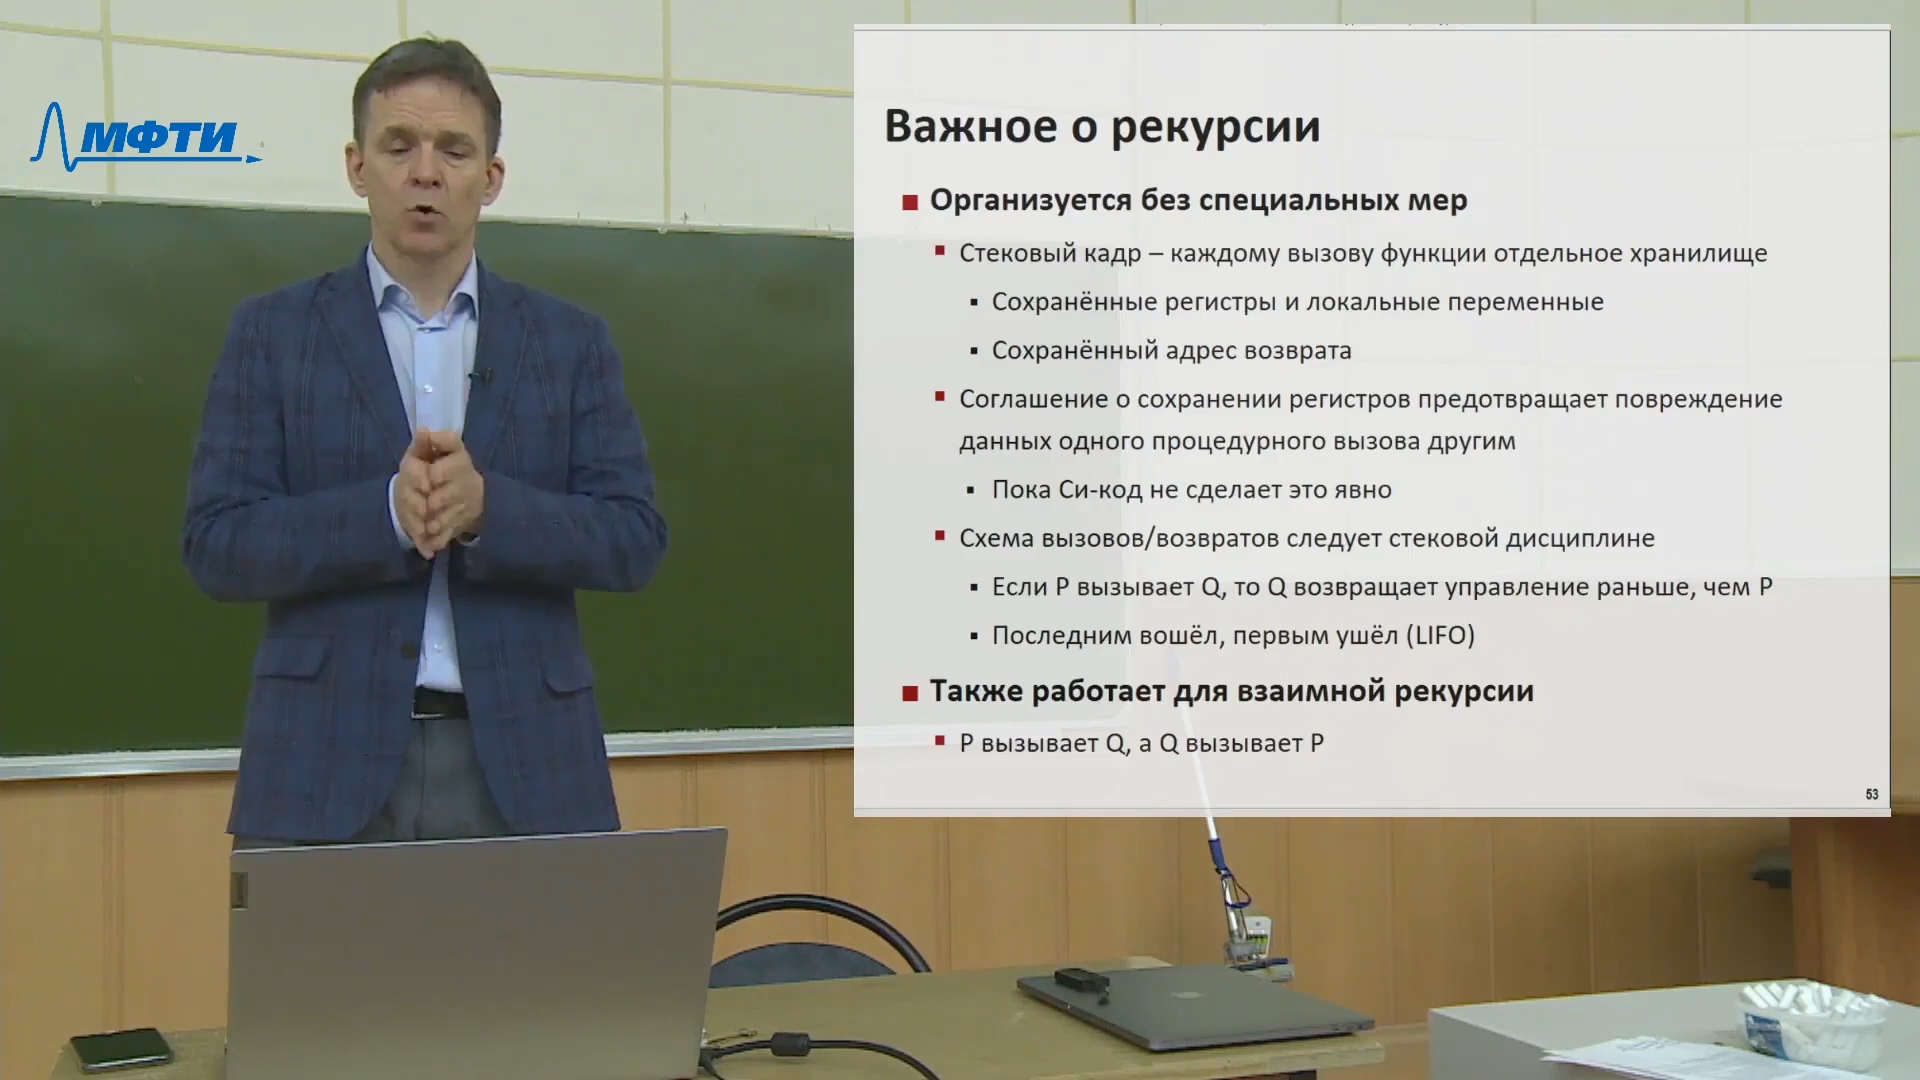 МФТИ
Важное о рекурсии
Организуется без специальных мер
Стековый кадр – каждому вызову функции отдельное хранилище
Сохранённые регистры и локальные переменные
Сохранённый адрес возврата
Соглашение о сохранении регистров предотвращает повреждение
данных одного процедурного вызова другим
Пока Си-код не сделает это явно
Схема вызовов/возвратов следует стековой дисциплине
Если P вызывает Q, то Q возвращает управление раньше, чем P
Последним вошёл, первым ушёл (LIFO)
Также работает для взаимной рекурсии
P вызывает Q, а Q вызывает P
53